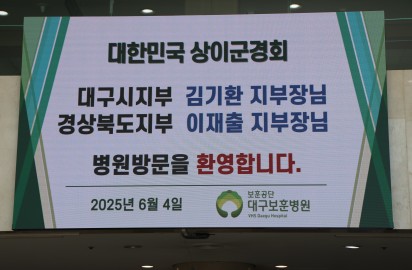 대한민국 상이군경회
대구시지부 김기환 지부장님
경상북도지부 이재출 지부장님
병원방문을 환영합니다.
2025년 6월 4일
보훈공단
대구보훈병원
VHS Daegu Hospital